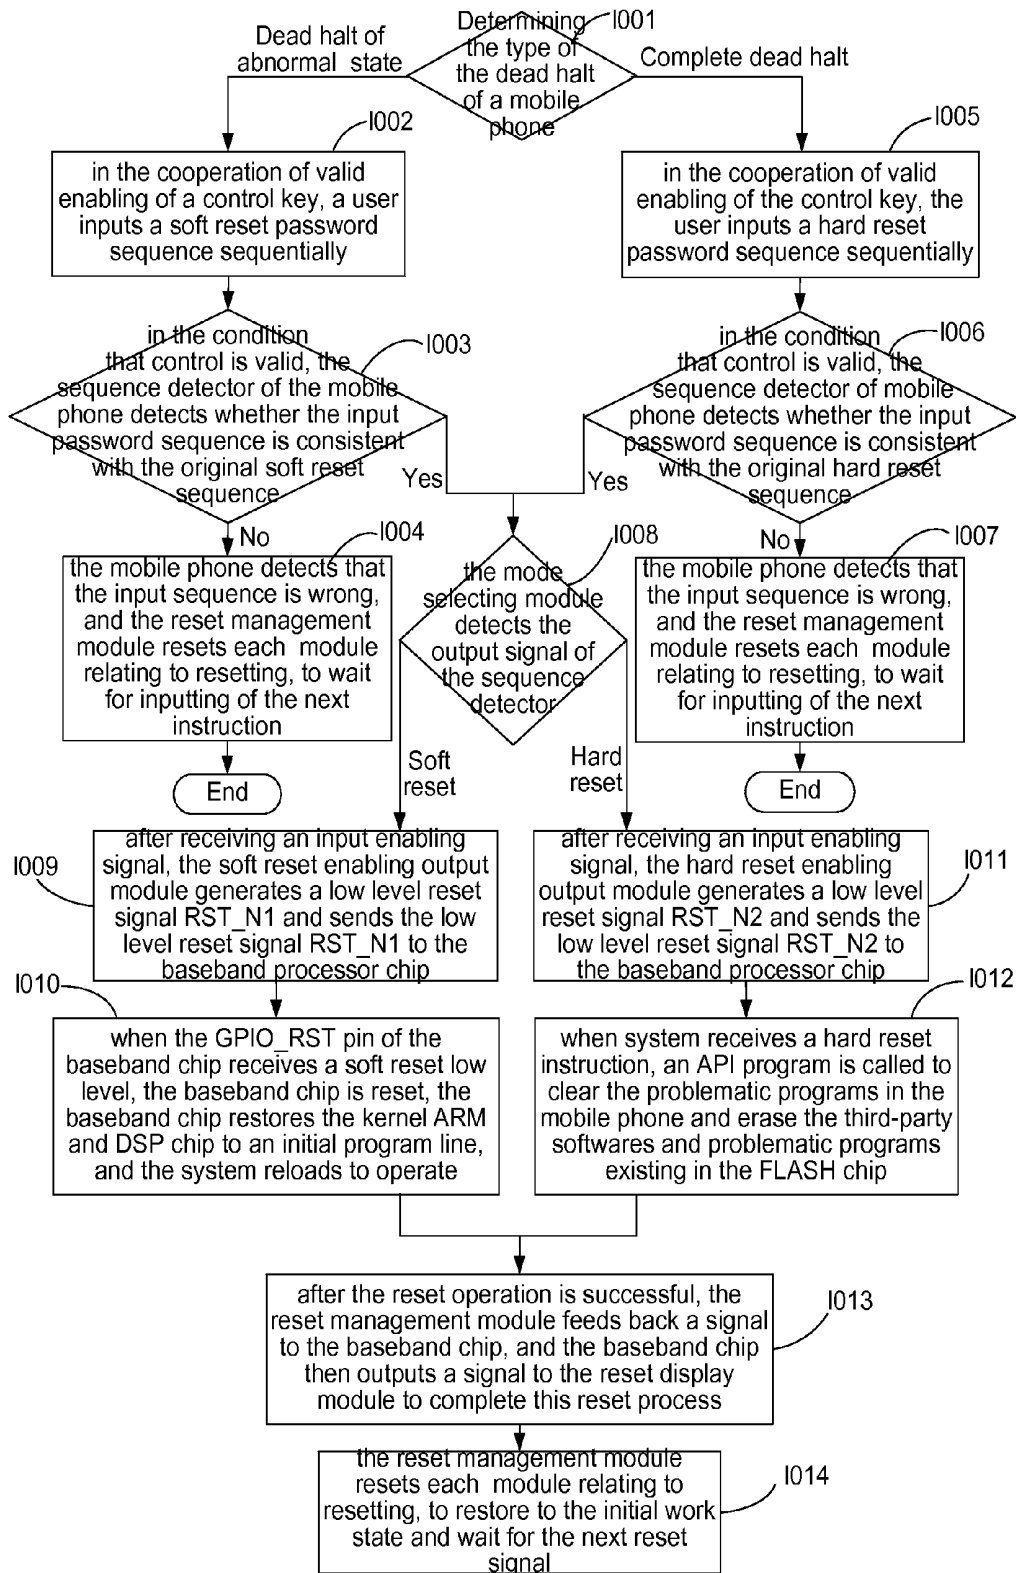 Determining
the type of
the dead halt
of a mobile
phone
I001
Dead halt of
abnormal state
Complete dead halt
I002
in the cooperation of valid
enabling of a control key, a user
inputs a soft reset password
sequence sequentially
I005
in the cooperation of valid
enabling of the control key, the
user inputs a hard reset
password sequence sequentially
I003
in the condition
that control is valid, the
sequence detector of the mobile
phone detects whether the input
password sequence is consistent
with the original soft reset
sequence
I006
in the condition
that control is valid, the
sequence detector of mobile
phone detects whether the input
password sequence is consistent
with the original hard reset
sequence
Yes
Yes
No
No
I004
the mobile phone detects that
the input sequence is wrong,
and the reset management
module resets each module
relating to resetting, to wait
for inputting of the next
instruction
End
I008
the mode
selecting module
detects the
output signal of
the sequence
detector
I007
the mobile phone detects that
the input sequence is wrong,
and the reset management
module resets each module
relating to resetting, to wait
for inputting of the next
instruction
End
Soft
reset
Hard
reset
I009
after receiving an input enabling
signal, the soft reset enabling output
module generates a low level reset
signal RST_N1 and sends the low
level reset signal RST_N1 to the
baseband processor chip
I011
after receiving an input enabling
signal, the hard reset enabling
output module generates a low level
reset signal RST_N2 and sends the
low level reset signal RST_N2 to
the baseband processor chip
I010
when the GPIO_RST pin of the
baseband chip receives a soft reset low
level, the baseband chip is reset, the
baseband chip restores the kernel ARM
and DSP chip to an initial program line,
and the system reloads to operate
I012
when system receives a hard reset
instruction, an API program is called to
clear the problematic programs in the
mobile phone and erase the third-party
softwares and problematic programs
existing in the FLASH chip
I013
after the reset operation is successful, the
reset management module feeds back a signal
to the baseband chip, and the baseband chip
then outputs a signal to the reset display
module to complete this reset process
I014
the reset management module
resets each module relating to
resetting, to restore to the initial work
state and wait for the next reset
signal